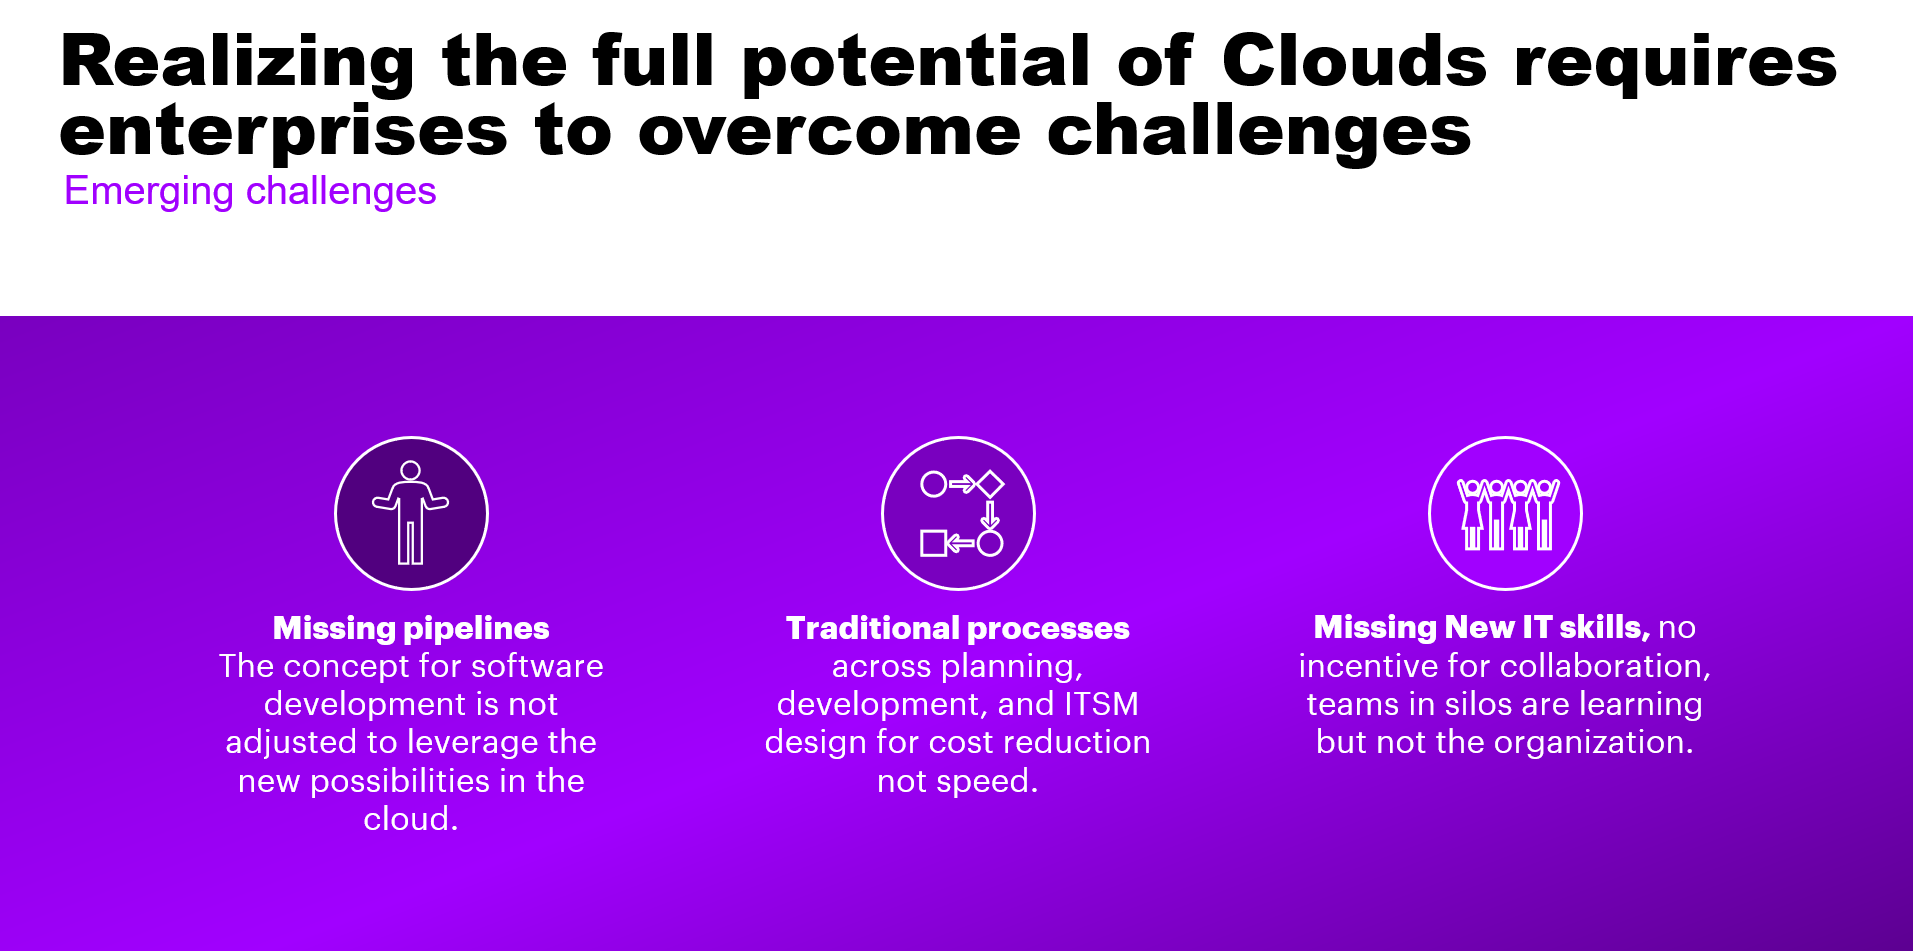 Realizing the full potential of Clouds requires
enterprises to overcome challenges
Emerging challenges
Missing pipelines
The concept for software
development is not
adjusted to leverage the
new possibilities in the
cloud.
Traditional processes
across planning,
development, and ITSM
design for cost reduction
not speed.
Missing New IT skills, no
incentive for collaboration,
teams in silos are learning
but not the organization.